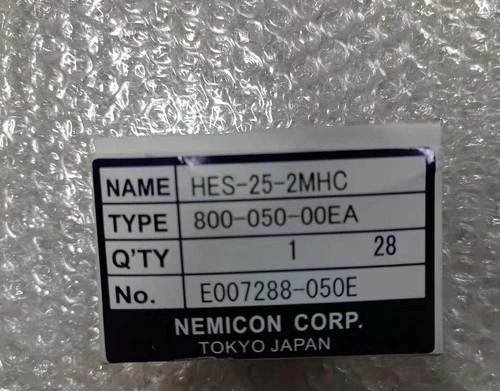 NAME HES-25-2MHC
TYPE 800-050-00EA
Q'TY 1 28
No. E007288-050E
NEMICON CORP.
TOKYO JAPAN